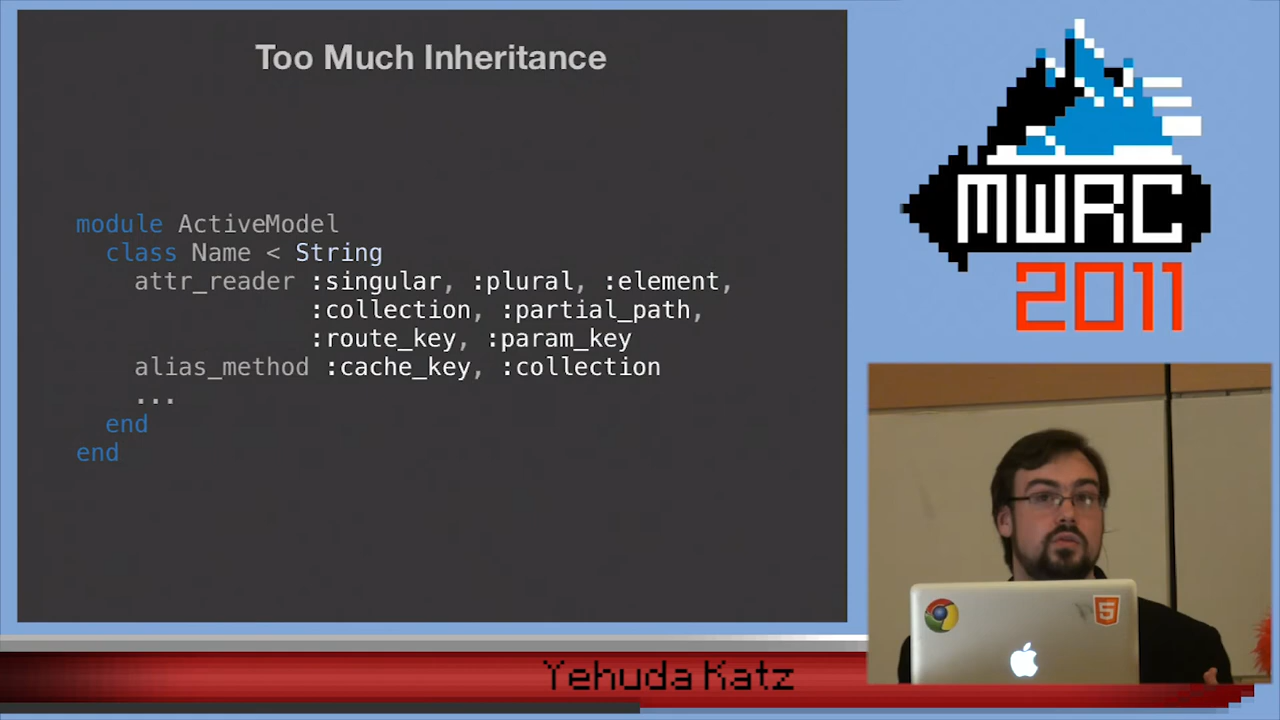 Too Much Inheritance
module ActiveModel
class Name < String
attr_reader :singular, :plural, :element,
:collection, :partial_path,
:route_key, :param_key
alias_method :cache_key, :collection
...
end
end
MWRC
2011
5
Yehuda Katz